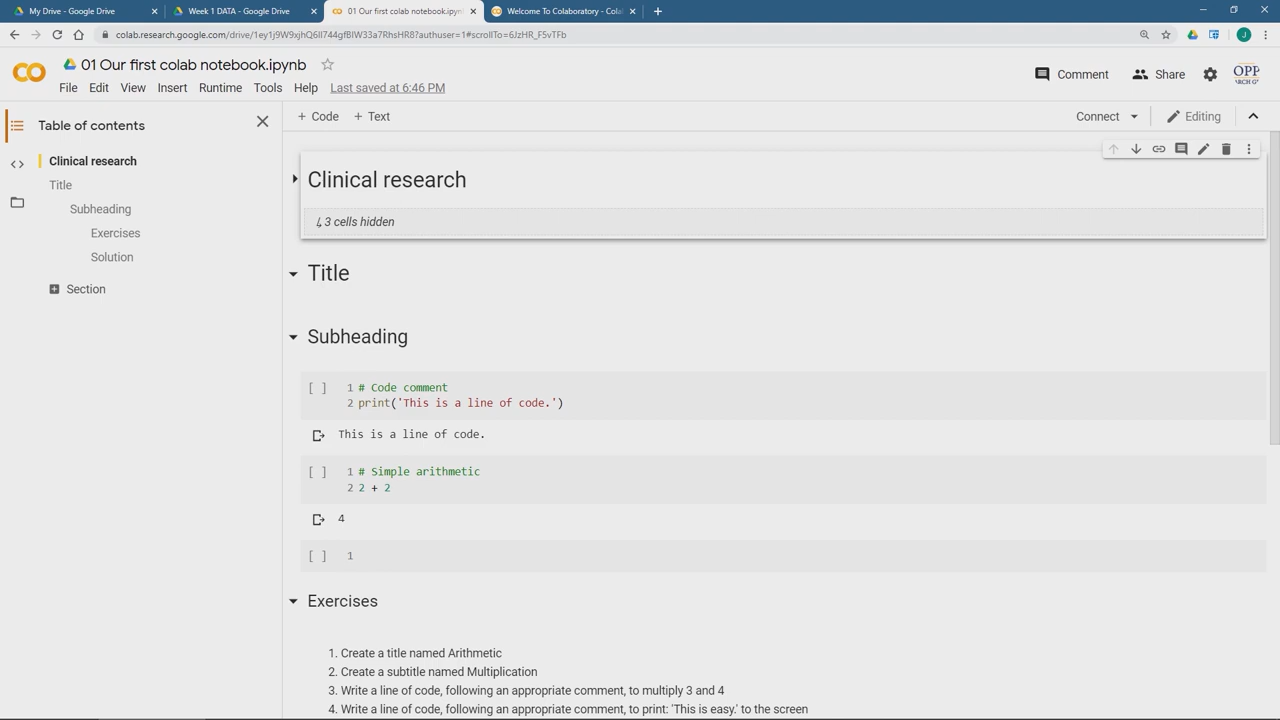 My Drive - Google Drive
Week 1 DATA - Google Drive
01 Our first colab notebook.ipyn
Welcome To Colaboratory - Cola
colab.research.google.com/drive/1ey1j9W9xjhQ6Il744gfBIW33a7RhsHR8?authuser=1#scrollTo=6JzHR_F5vTFb
J
01 Our first colab notebook.ipynb
Comment
Share
OPP
ARCH G
File Edit View Insert Runtime Tools Help Last saved at 6:46 PM
Table of contents
+ Code + Text
Connect
Editing
Clinical research
Title
Subheading
Exercises
Solution
Section
Clinical research
3 cells hidden
Title
Subheading
[ ] 1 # Code comment
2 print('This is a line of code.')
This is a line of code.
[ ] 1 # Simple arithmetic
2 2 + 2
4
[ ] 1
Exercises
1. Create a title named Arithmetic
2. Create a subtitle named Multiplication
3. Write a line of code, following an appropriate comment, to multiply 3 and 4
4. Write a line of code, following an appropriate comment, to print: 'This is easy.' to the screen